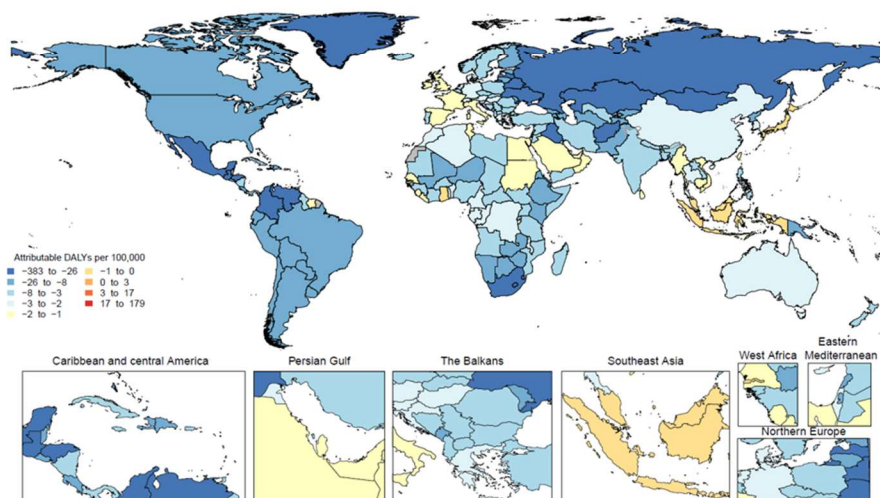 Attributable DALYs per 100,000
−383 to −26
−26 to −8
−8 to −3
−3 to −2
−2 to −1
−1 to 0
0 to 3
3 to 17
17 to 179
Caribbean and central America
Persian Gulf
The Balkans
Southeast Asia
West Africa
Eastern
Mediterranean
Northern Europe